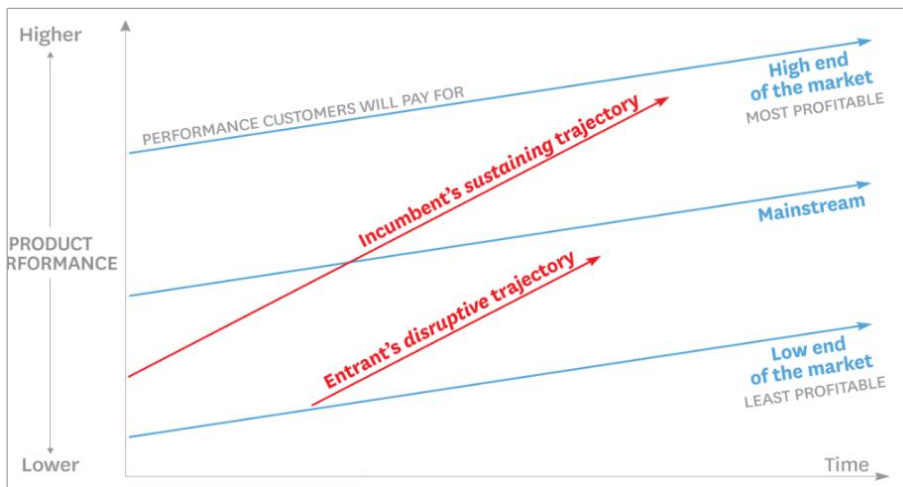 Higher
PRODUCT
RFORMANCE
Lower
PERFORMANCE CUSTOMERS WILL PAY FOR
Incumbent's sustaining trajectory
Entrant's disruptive trajectory
High end
of the market
MOST PROFITABLE
Mainstream
Low end
of the market
LEAST PROFITABLE
Time